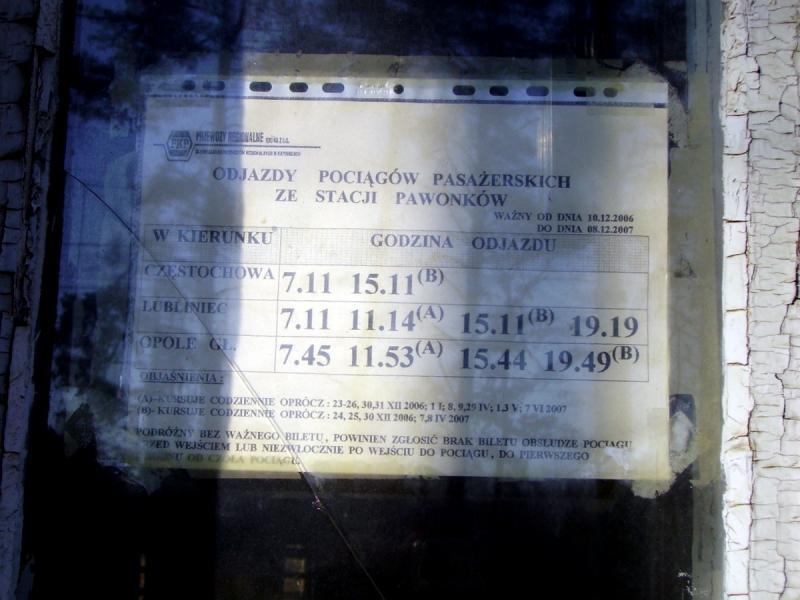 PKP PRZEWOZY REGIONALNE
ODJAZDY POCIĄGÓW PASAŻERSKICH
ZE STACJI PAWONKÓW
WAŻNY OD DNIA 10.12.2006
DO DNIA 08.12.2007
W KIERUNKU GODZINA ODJAZDU
CZĘSTOCHOWA 7.11 15.11(B)
LUBLINIEC 7.11 11.14(A) 15.11(B) 19.19
OPOLE GŁ. 7.45 11.53(A) 15.44 19.49(B)
OBJAŚNIENIA :
(A)- KURSUJE CODZIENNIE OPRÓCZ : 23-26, 30,31 XII 2006; 1 I; 8, 9,29 IV; 1.3 V; 7 VI 2007
(B)- KURSUJE CODZIENNIE OPRÓCZ : 24, 25, 30 XII 2006; 7,8 IV 2007
PODRÓŻNY BEZ WAŻNEGO BILETU, POWINIEN ZGŁOSIĆ BRAK BILETU OBSŁUDZE POCIĄGU
PRZED WEJŚCIEM LUB NIEZWŁOCZNIE PO WEJŚCIU DO POCIĄGU, DO PIERWSZEGO
OD CZOŁA POCIĄGU.